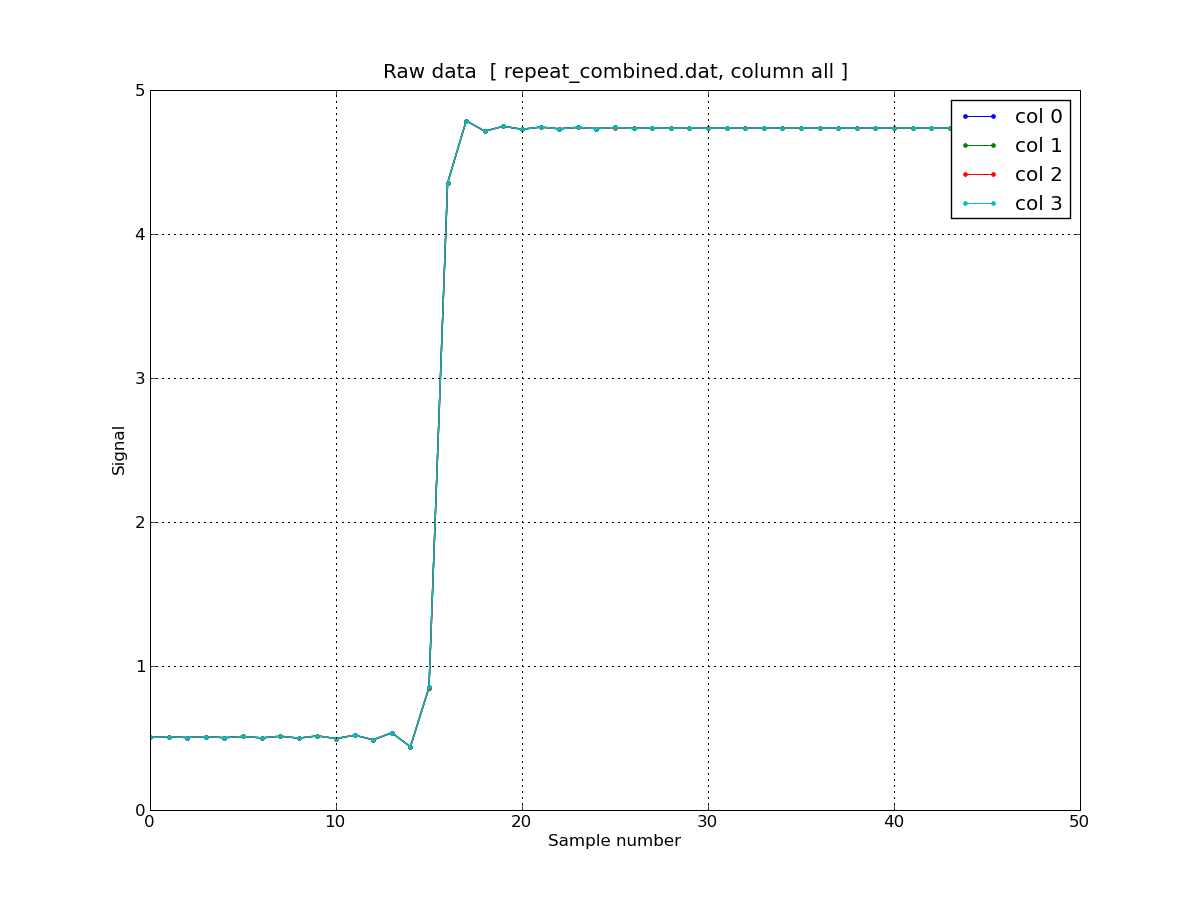 Raw data [ repeat_combined.dat, column all ]
5
4
3
2
1
0
Signal
col 0
col 1
col 2
col 3
0 10 20 30 40 50
Sample number